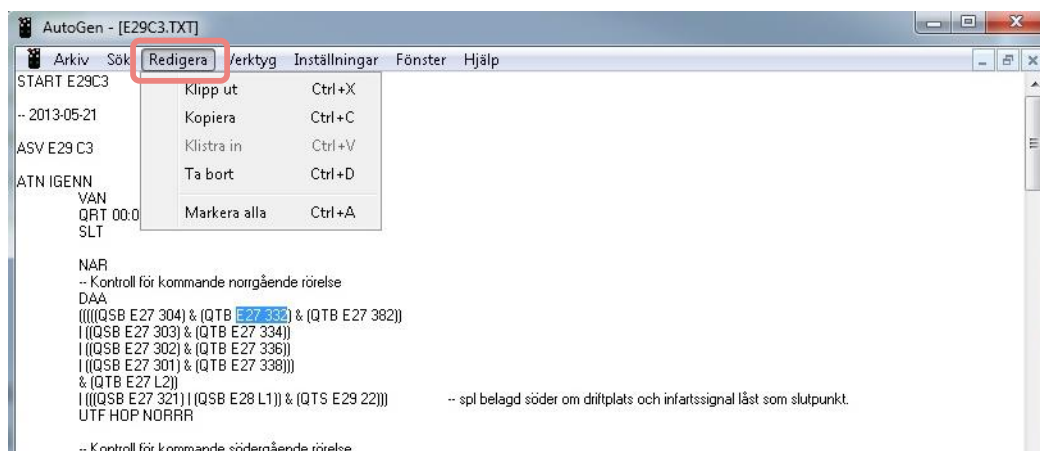 AutoGen - [E29C3.TXT]
Arkiv Sök Redigera Verktyg Inställningar Fönster Hjälp
START E29C3
Klipp ut Ctrl+X
-- 2013-05-21
Kopiera Ctrl+C
ASV E29 C3
Klistra in Ctrl+V
ATN IGENN
Ta bort Ctrl+D
VAN
QRT 00:0
Markera alla Ctrl+A
SLT
NAR
-- Kontroll för kommande norrgående rörelse
DAA
(((((QSB E27 304) & (QTB E27 332) & (QTB E27 382))
| ((QSB E27 303) & (QTB E27 334))
| ((QSB E27 302) & (QTB E27 336))
| ((QSB E27 301) & (QTB E27 338)))
& (QTB E27 L2))
| (((QSB E27 321) | (QSB E28 L1)) & (QTS E29 22))) -- spl belagd söder om driftplats och infartssignal låst som slutpunkt.
UTF HOP NORRR
-- Kontroll för kommande södergående rörelse